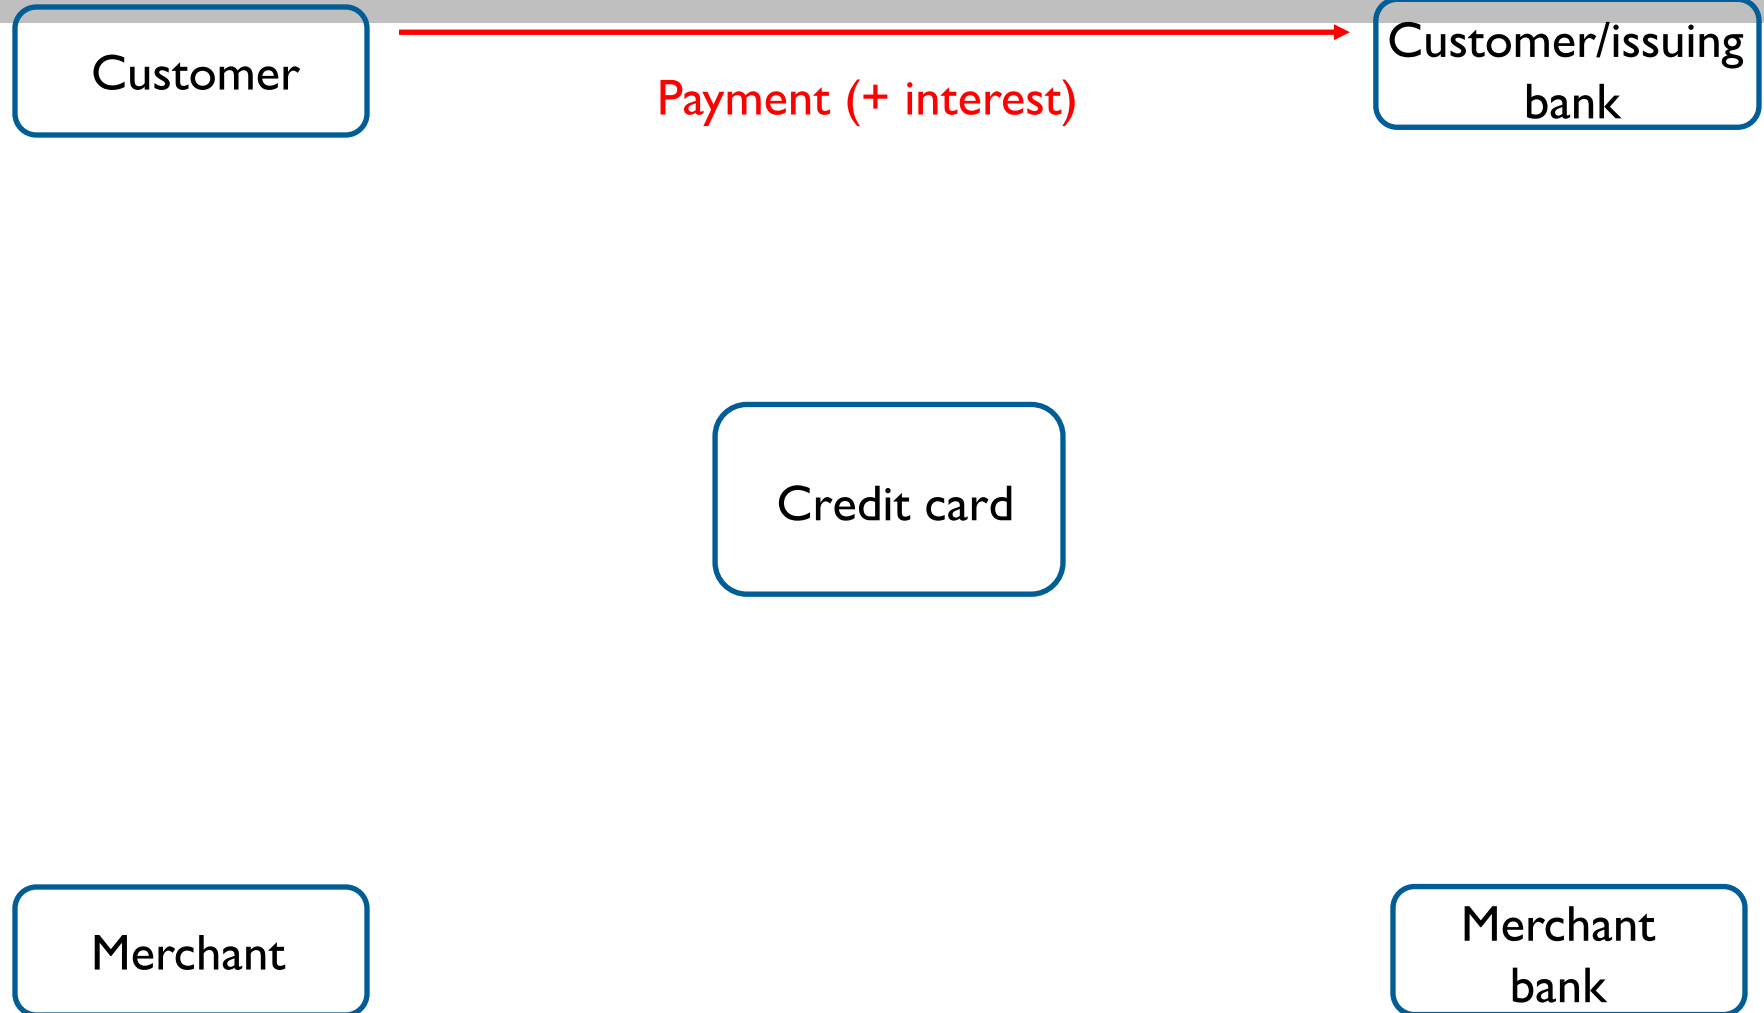 Customer
Customer/issuing
bank
Payment (+ interest)
Credit card
Merchant
Merchant
bank